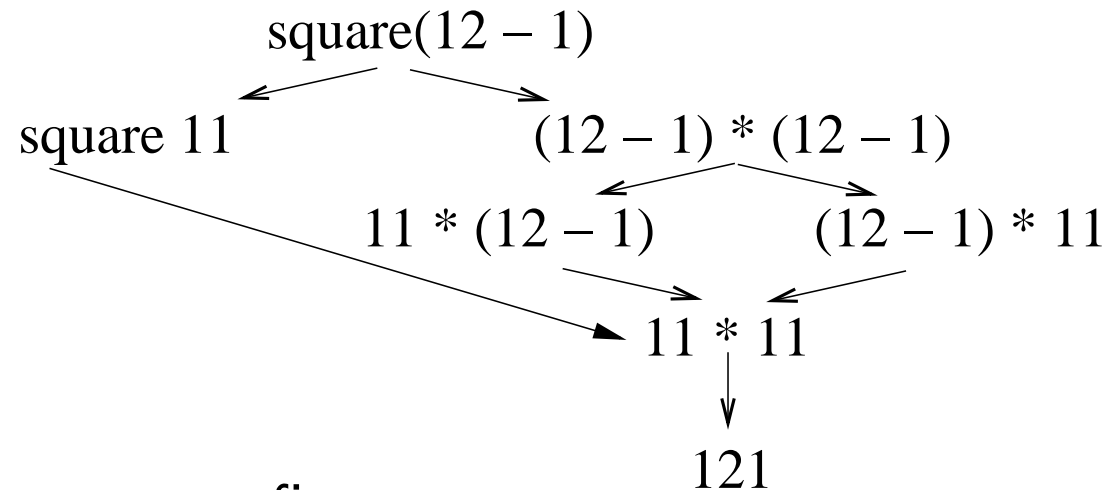 square(12 – 1)
square 11
(12 – 1) * (12 – 1)
11 * (12 – 1)
(12 – 1) * 11
11 * 11
121